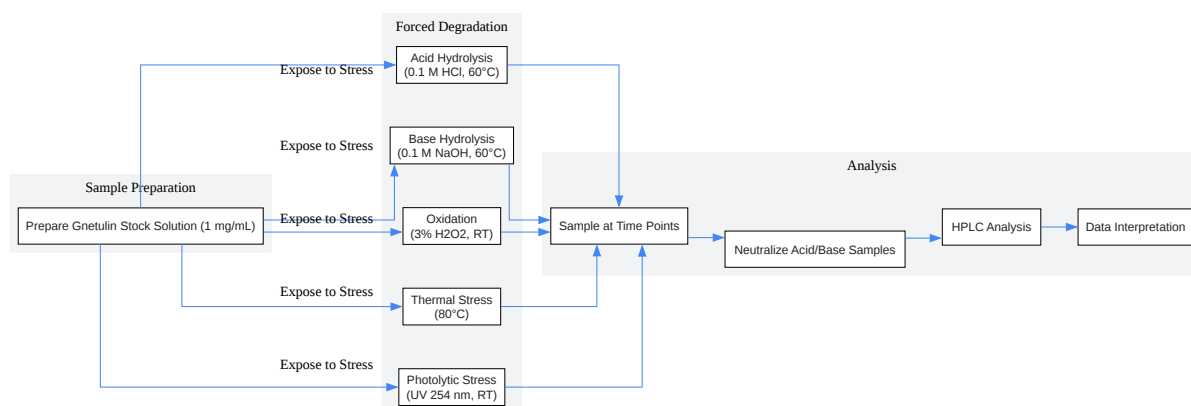 Forced Degradation
Acid Hydrolysis
(0.1 M HCl, 60°C)
Expose to Stress
Base Hydrolysis
(0.1 M NaOH, 60°C)
Expose to Stress
Analysis
Sample Preparation
Prepare Gnetulin Stock Solution (1 mg/mL)
Expose to Stress
Oxidation
(3% H2O2, RT)
Sample at Time Points
Neutralize Acid/Base Samples
HPLC Analysis
Data Interpretation
Expose to Stress
Thermal Stress
(80°C)
Expose to Stress
Photolytic Stress
(UV 254 nm, RT)